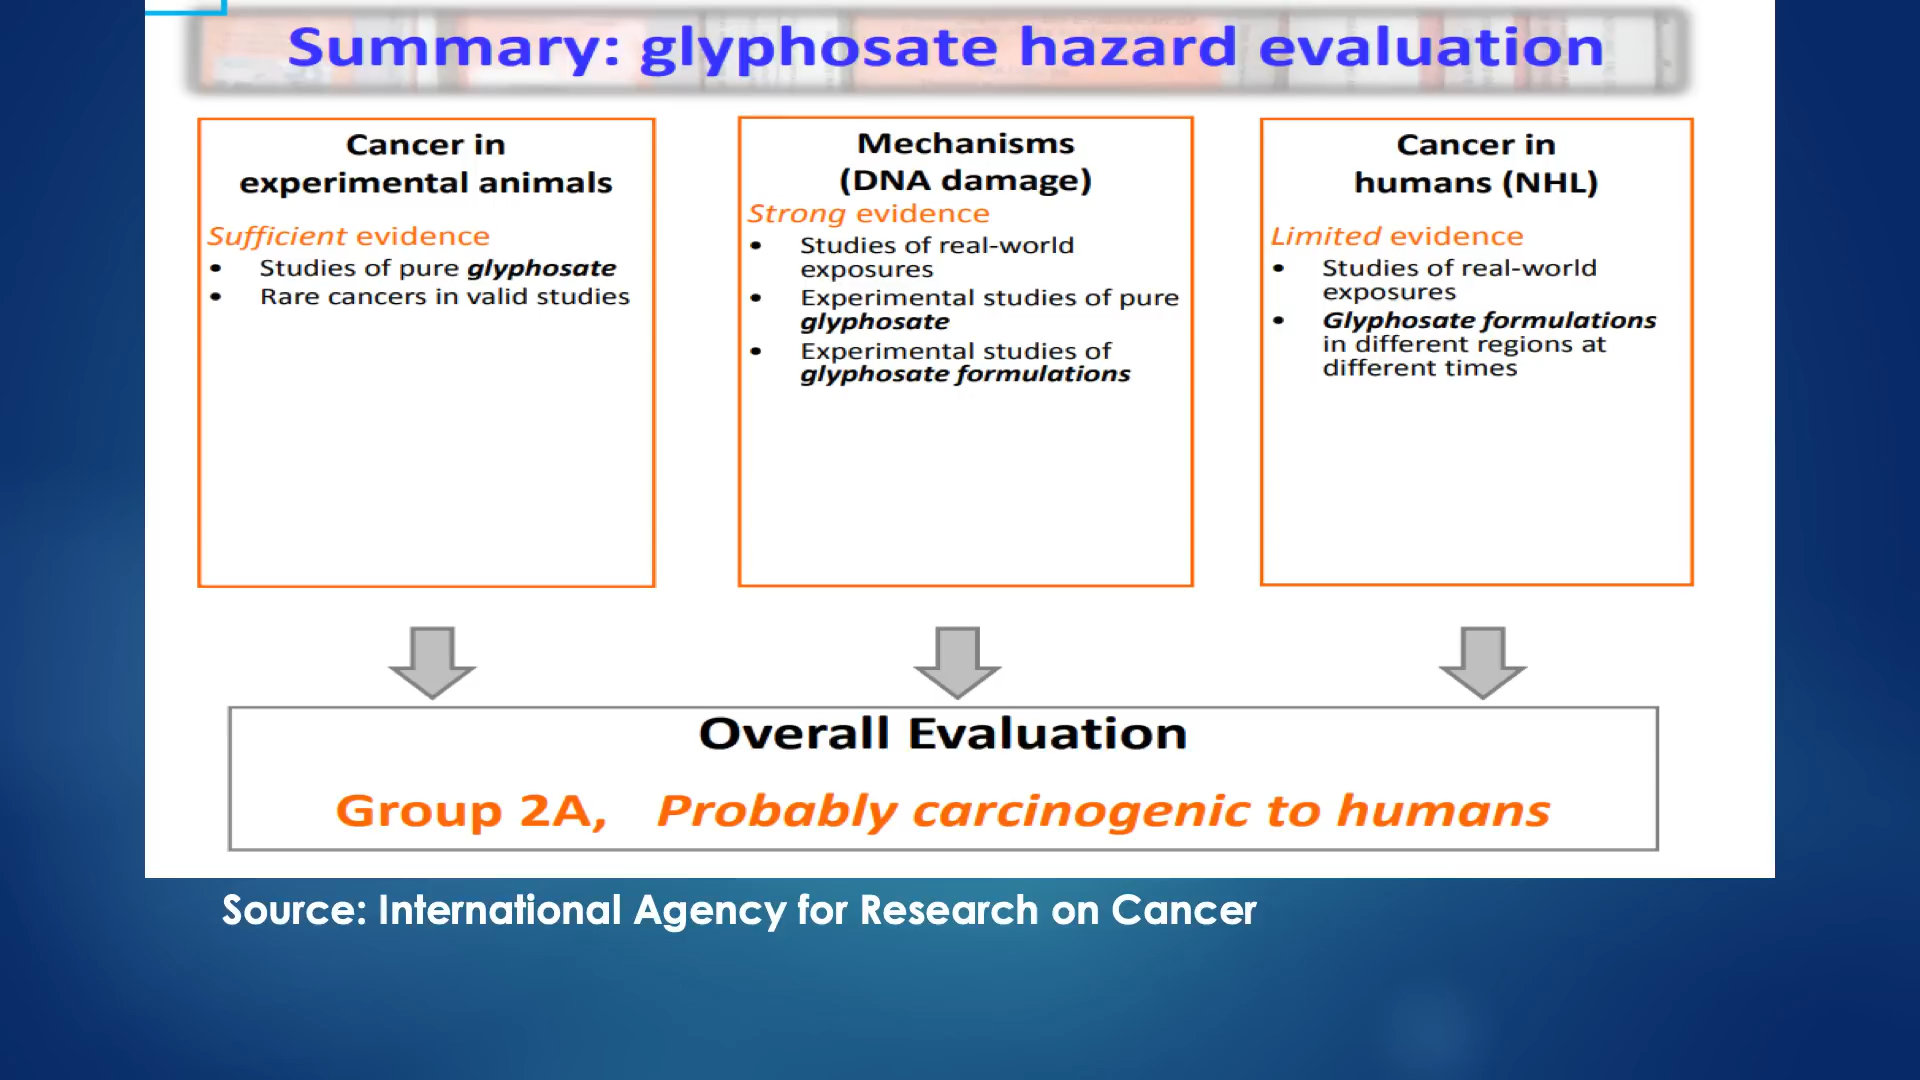 Summary: glyphosate hazard evaluation
Cancer in
experimental animals
Sufficient evidence
• Studies of pure glyphosate
• Rare cancers in valid studies
Mechanisms
(DNA damage)
Strong evidence
• Studies of real-world
exposures
• Experimental studies of pure
glyphosate
• Experimental studies of
glyphosate formulations
Cancer in
humans (NHL)
Limited evidence
• Studies of real-world
exposures
• Glyphosate formulations
in different regions at
different times
Overall Evaluation
Group 2A, Probably carcinogenic to humans
Source: International Agency for Research on Cancer